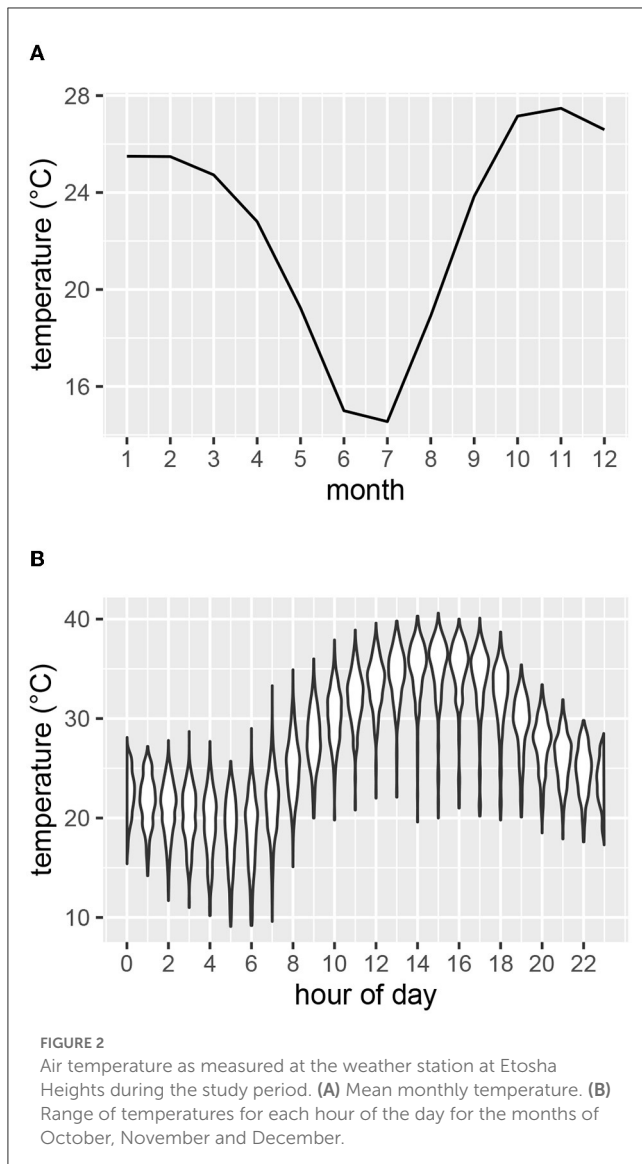 A
28
24
20
16
temperature (°C)
1 2 3 4 5 6 7 8 9 10 11 12
month
B
40
30
20
10
temperature (°C)
0 2 4 6 8 10 12 14 16 18 20 22
hour of day
FIGURE 2
Air temperature as measured at the weather station at Etosha
Heights during the study period. (A) Mean monthly temperature. (B)
Range of temperatures for each hour of the day for the months of
October, November and December.